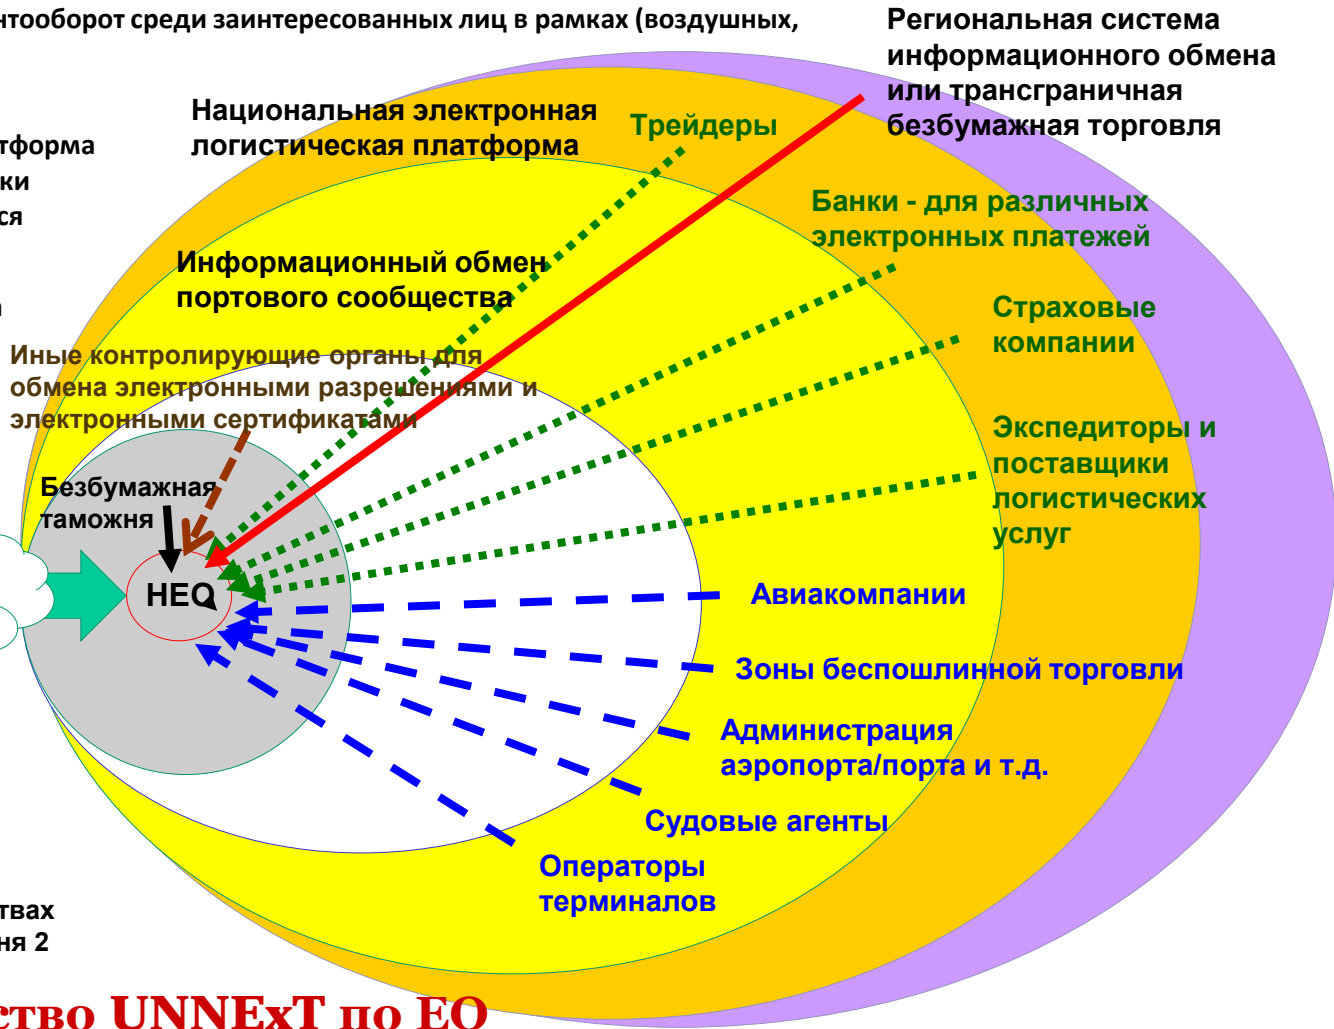 нтооборот среди заинтересованных лиц в рамках (воздушных,
Региональная система
информационного обмена
или трансграничная
безбумажная торговля
Национальная электронная
логистическая платформа
Трейдеры
тформа
ки
ся
Банки - для различных
электронных платежей
Информационный обмен
портового сообщества
Страховые
компании
Иные контролирующие органы для
обмена электронными разрешениями и
электронными сертификатами
Экспедиторы и
поставщики
логистических
услуг
Безбумажная
таможня
НЕО
Авиакомпании
Зоны беспошлинной торговли
Администрация
аэропорта/порта и т.д.
Судовые агенты
Операторы
терминалов
твах
ня 2
ство UNNExT по ЕО